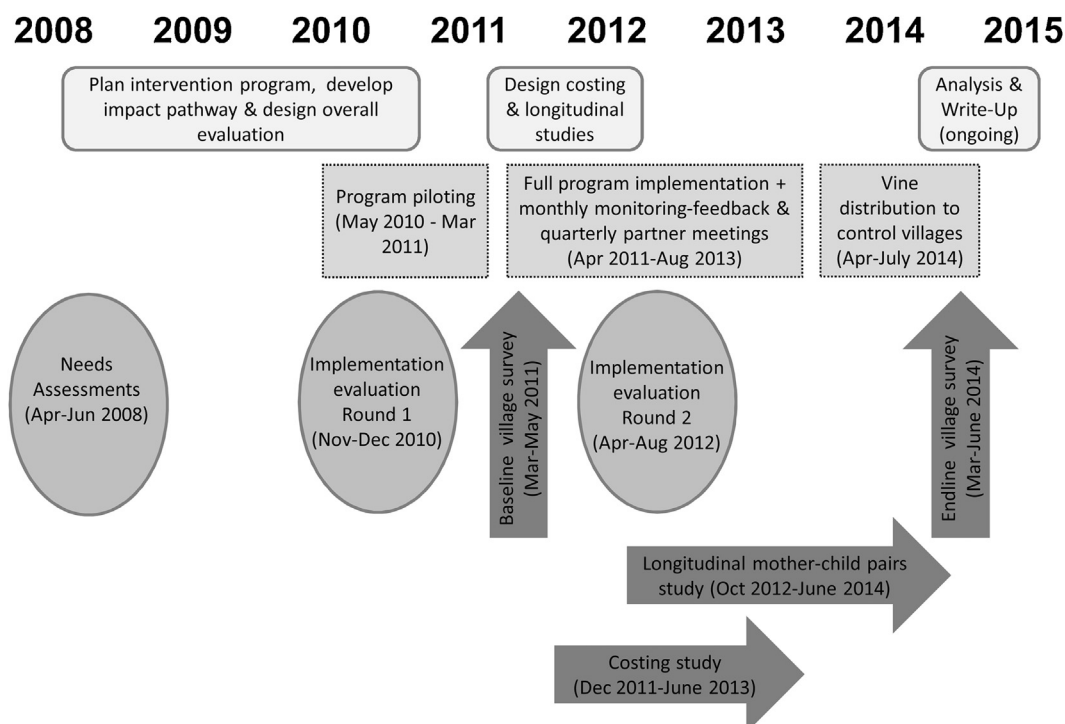 2008 2009 2010 2011 2012 2013 2014 2015
Plan intervention program, develop
impact pathway & design overall
evaluation
Design costing
& longitudinal
studies
Analysis &
Write-Up
(ongoing)
Program piloting
(May 2010 - Mar
2011)
Full program implementation +
monthly monitoring-feedback &
quarterly partner meetings
(Apr 2011-Aug 2013)
Vine
distribution to
control villages
(Apr-July 2014)
Needs
Assessments
(Apr-Jun 2008)
Implementation
evaluation
Round 1
(Nov-Dec 2010)
Baseline village survey
(Mar-May 2011)
Implementation
evaluation
Round 2
(Apr-Aug 2012)
Endline village survey
(Mar-June 2014)
Longitudinal mother-child pairs
study (Oct 2012-June 2014)
Costing study
(Dec 2011-June 2013)